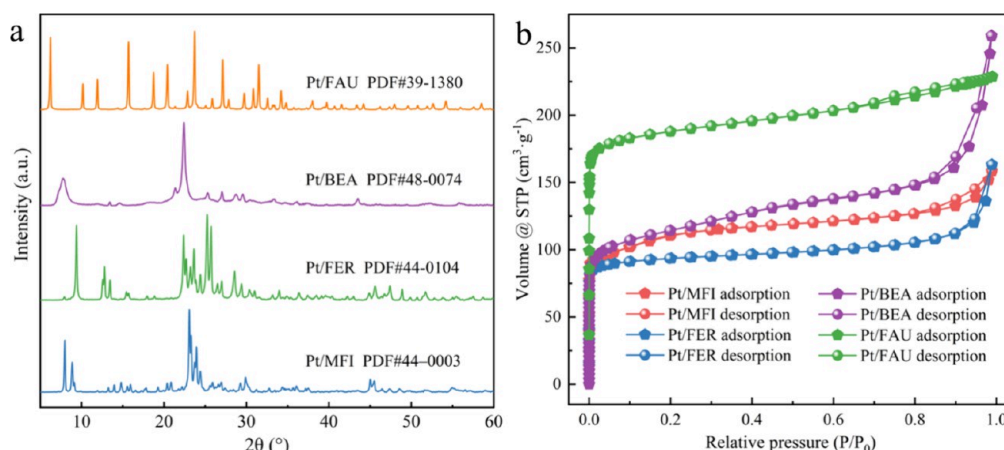 a
Intensity (a.u.)
Pt/FAU PDF#39-1380
Pt/BEA PDF#48-0074
Pt/FER PDF#44-0104
Pt/MFI PDF#44–0003
10 20 30 40 50 60
2θ (°)
b
Volume @ STP (cm³·g⁻¹)
250
200
150
100
50
0
Pt/MFI adsorption
Pt/MFI desorption
Pt/FER adsorption
Pt/FER desorption
Pt/BEA adsorption
Pt/BEA desorption
Pt/FAU adsorption
Pt/FAU desorption
0.0 0.2 0.4 0.6 0.8 1.0
Relative pressure (P/P₀)